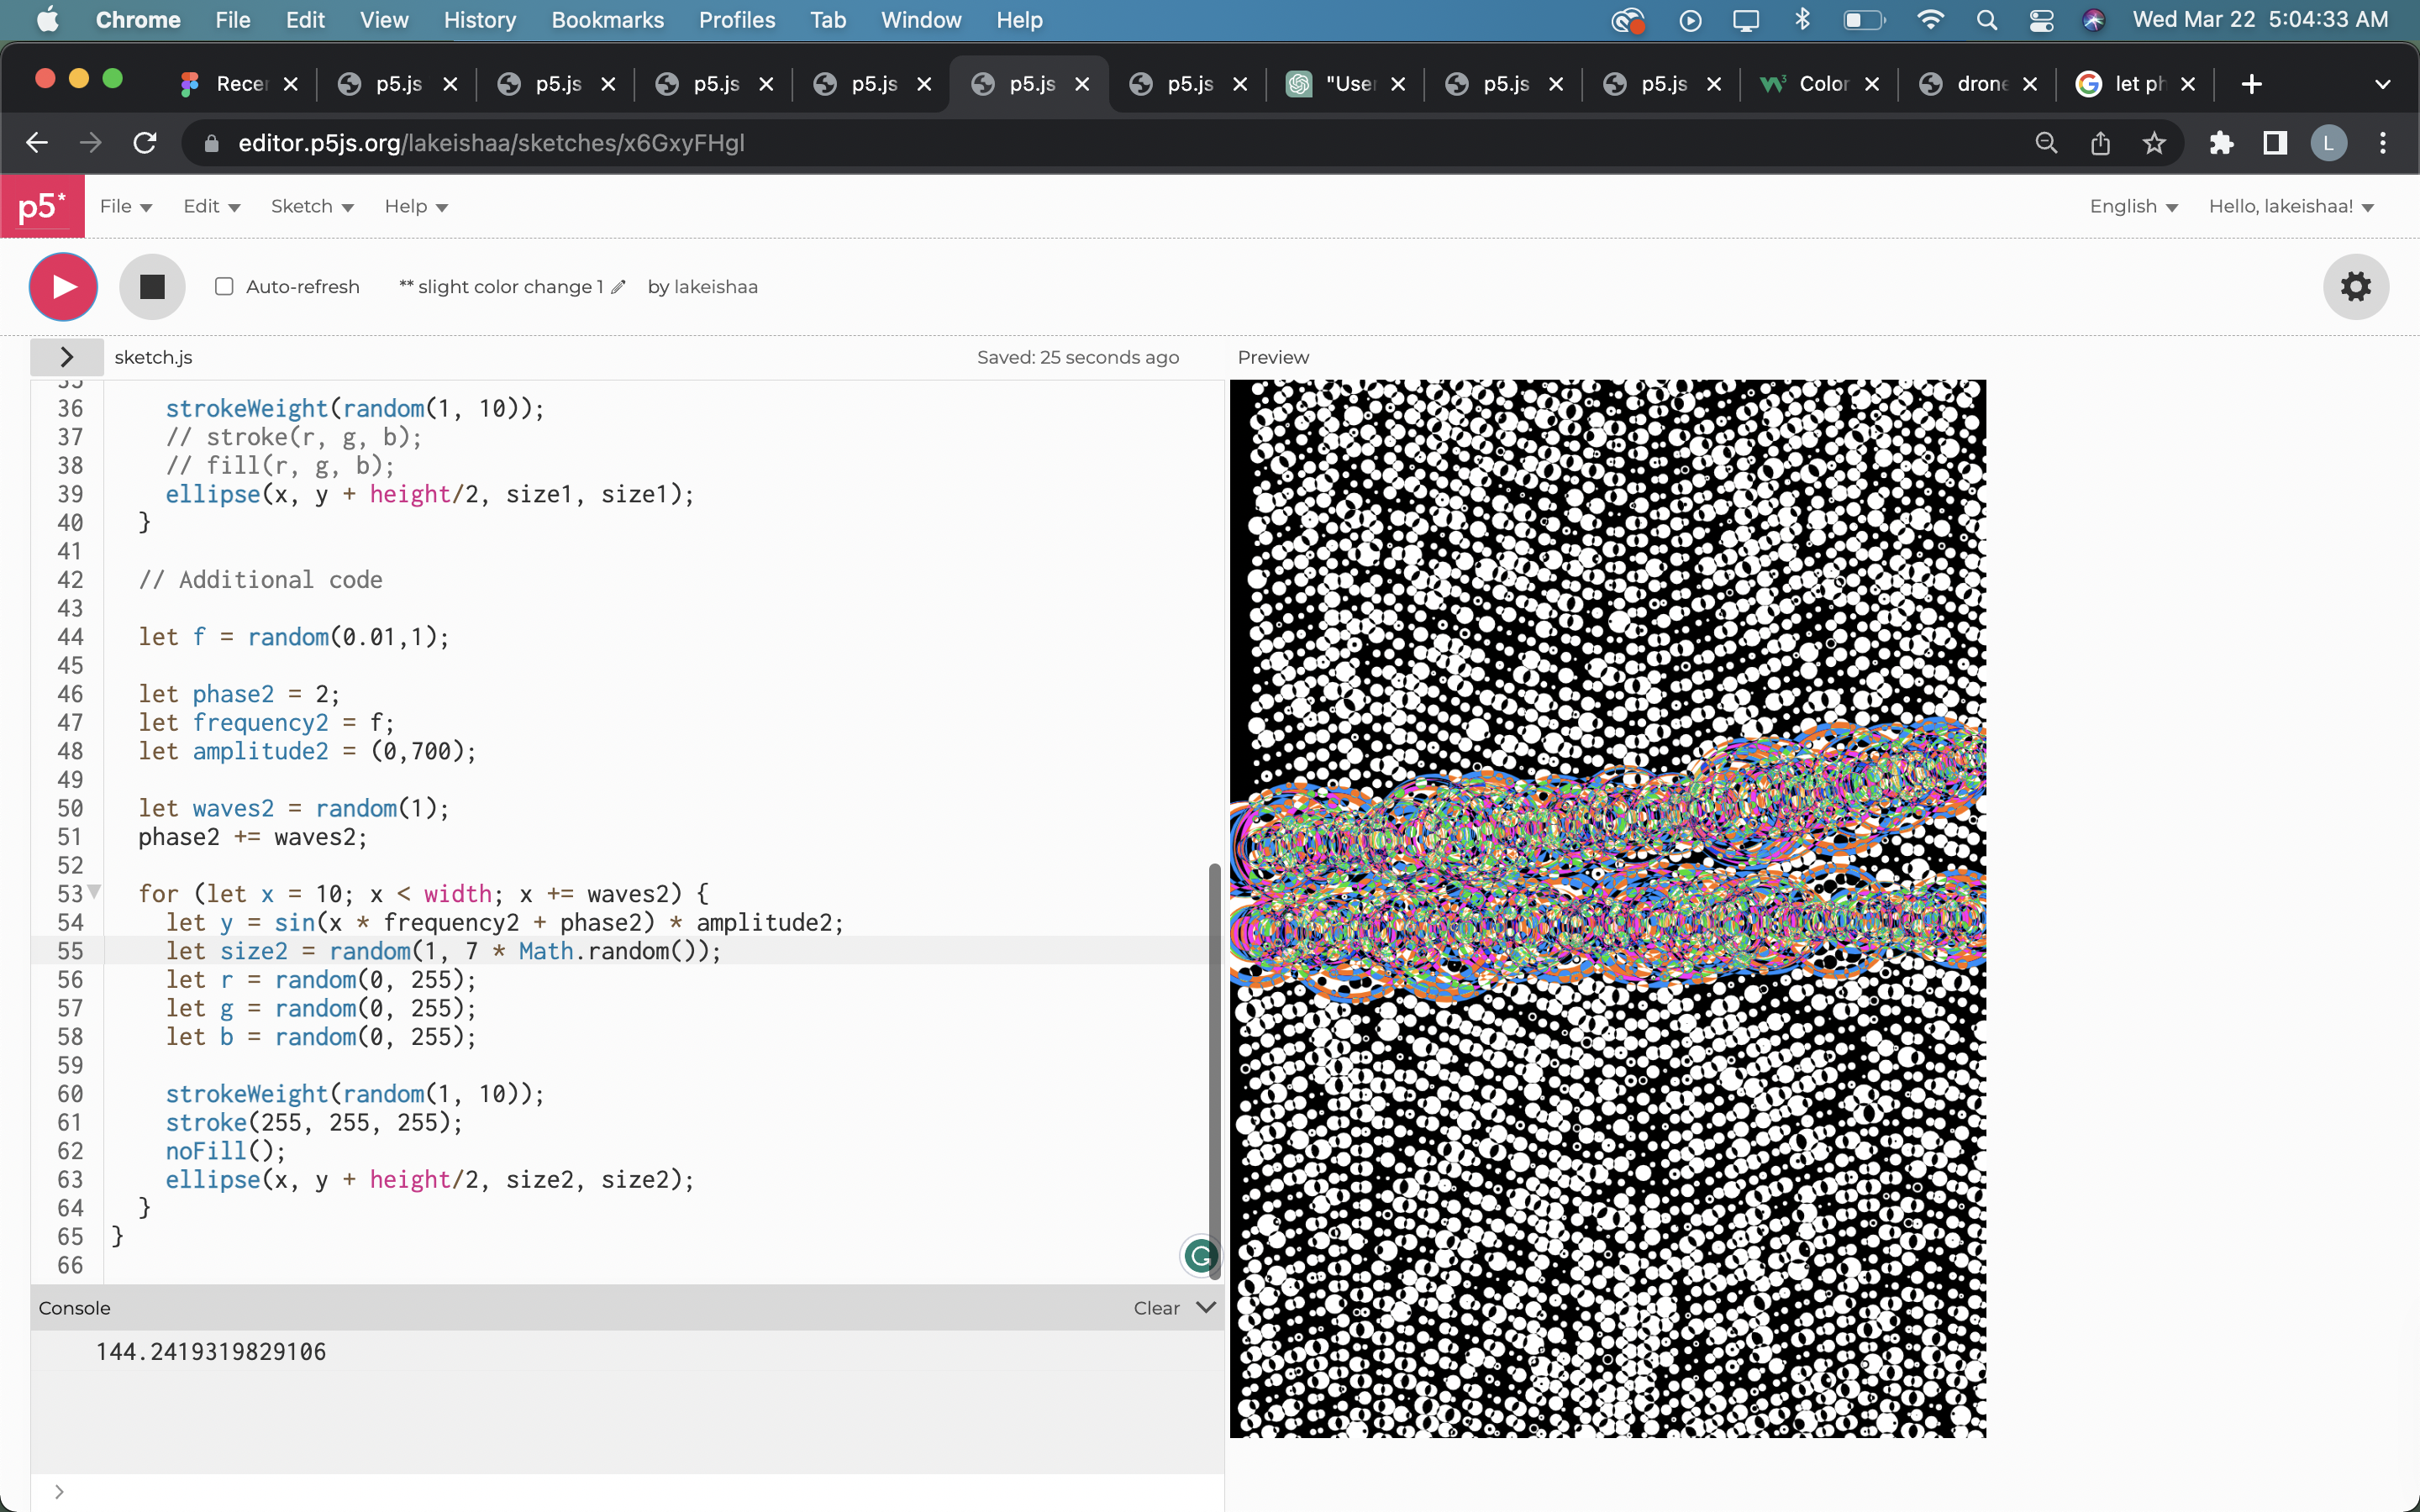 Chrome File Edit View History Bookmarks Profiles Tab Window Help Wed Mar 22 5:04:33 AM
Recer p5.js p5.js p5.js p5.js p5.js p5.js "User p5.js p5.js Color drone let ph
editor.p5js.org/lakeishaa/sketches/x6GxyFHgl L
p5* File Edit Sketch Help English Hello, lakeishaa!
Auto-refresh ** slight color change 1 by lakeishaa
sketch.js Saved: 25 seconds ago Preview
35
36 strokeWeight(random(1, 10));
37 // stroke(r, g, b);
38 // fill(r, g, b);
39 ellipse(x, y + height/2, size1, size1);
40 }
41
42 // Additional code
43
44 let f = random(0.01,1);
45
46 let phase2 = 2;
47 let frequency2 = f;
48 let amplitude2 = (0,700);
49
50 let waves2 = random(1);
51 phase2 += waves2;
52
53 for (let x = 10; x < width; x += waves2) {
54 let y = sin(x * frequency2 + phase2) * amplitude2;
55 let size2 = random(1, 7 * Math.random());
56 let r = random(0, 255);
57 let g = random(0, 255);
58 let b = random(0, 255);
59
60 strokeWeight(random(1, 10));
61 stroke(255, 255, 255);
62 noFill();
63 ellipse(x, y + height/2, size2, size2);
64 }
65 }
66
Console Clear
144.2419319829106